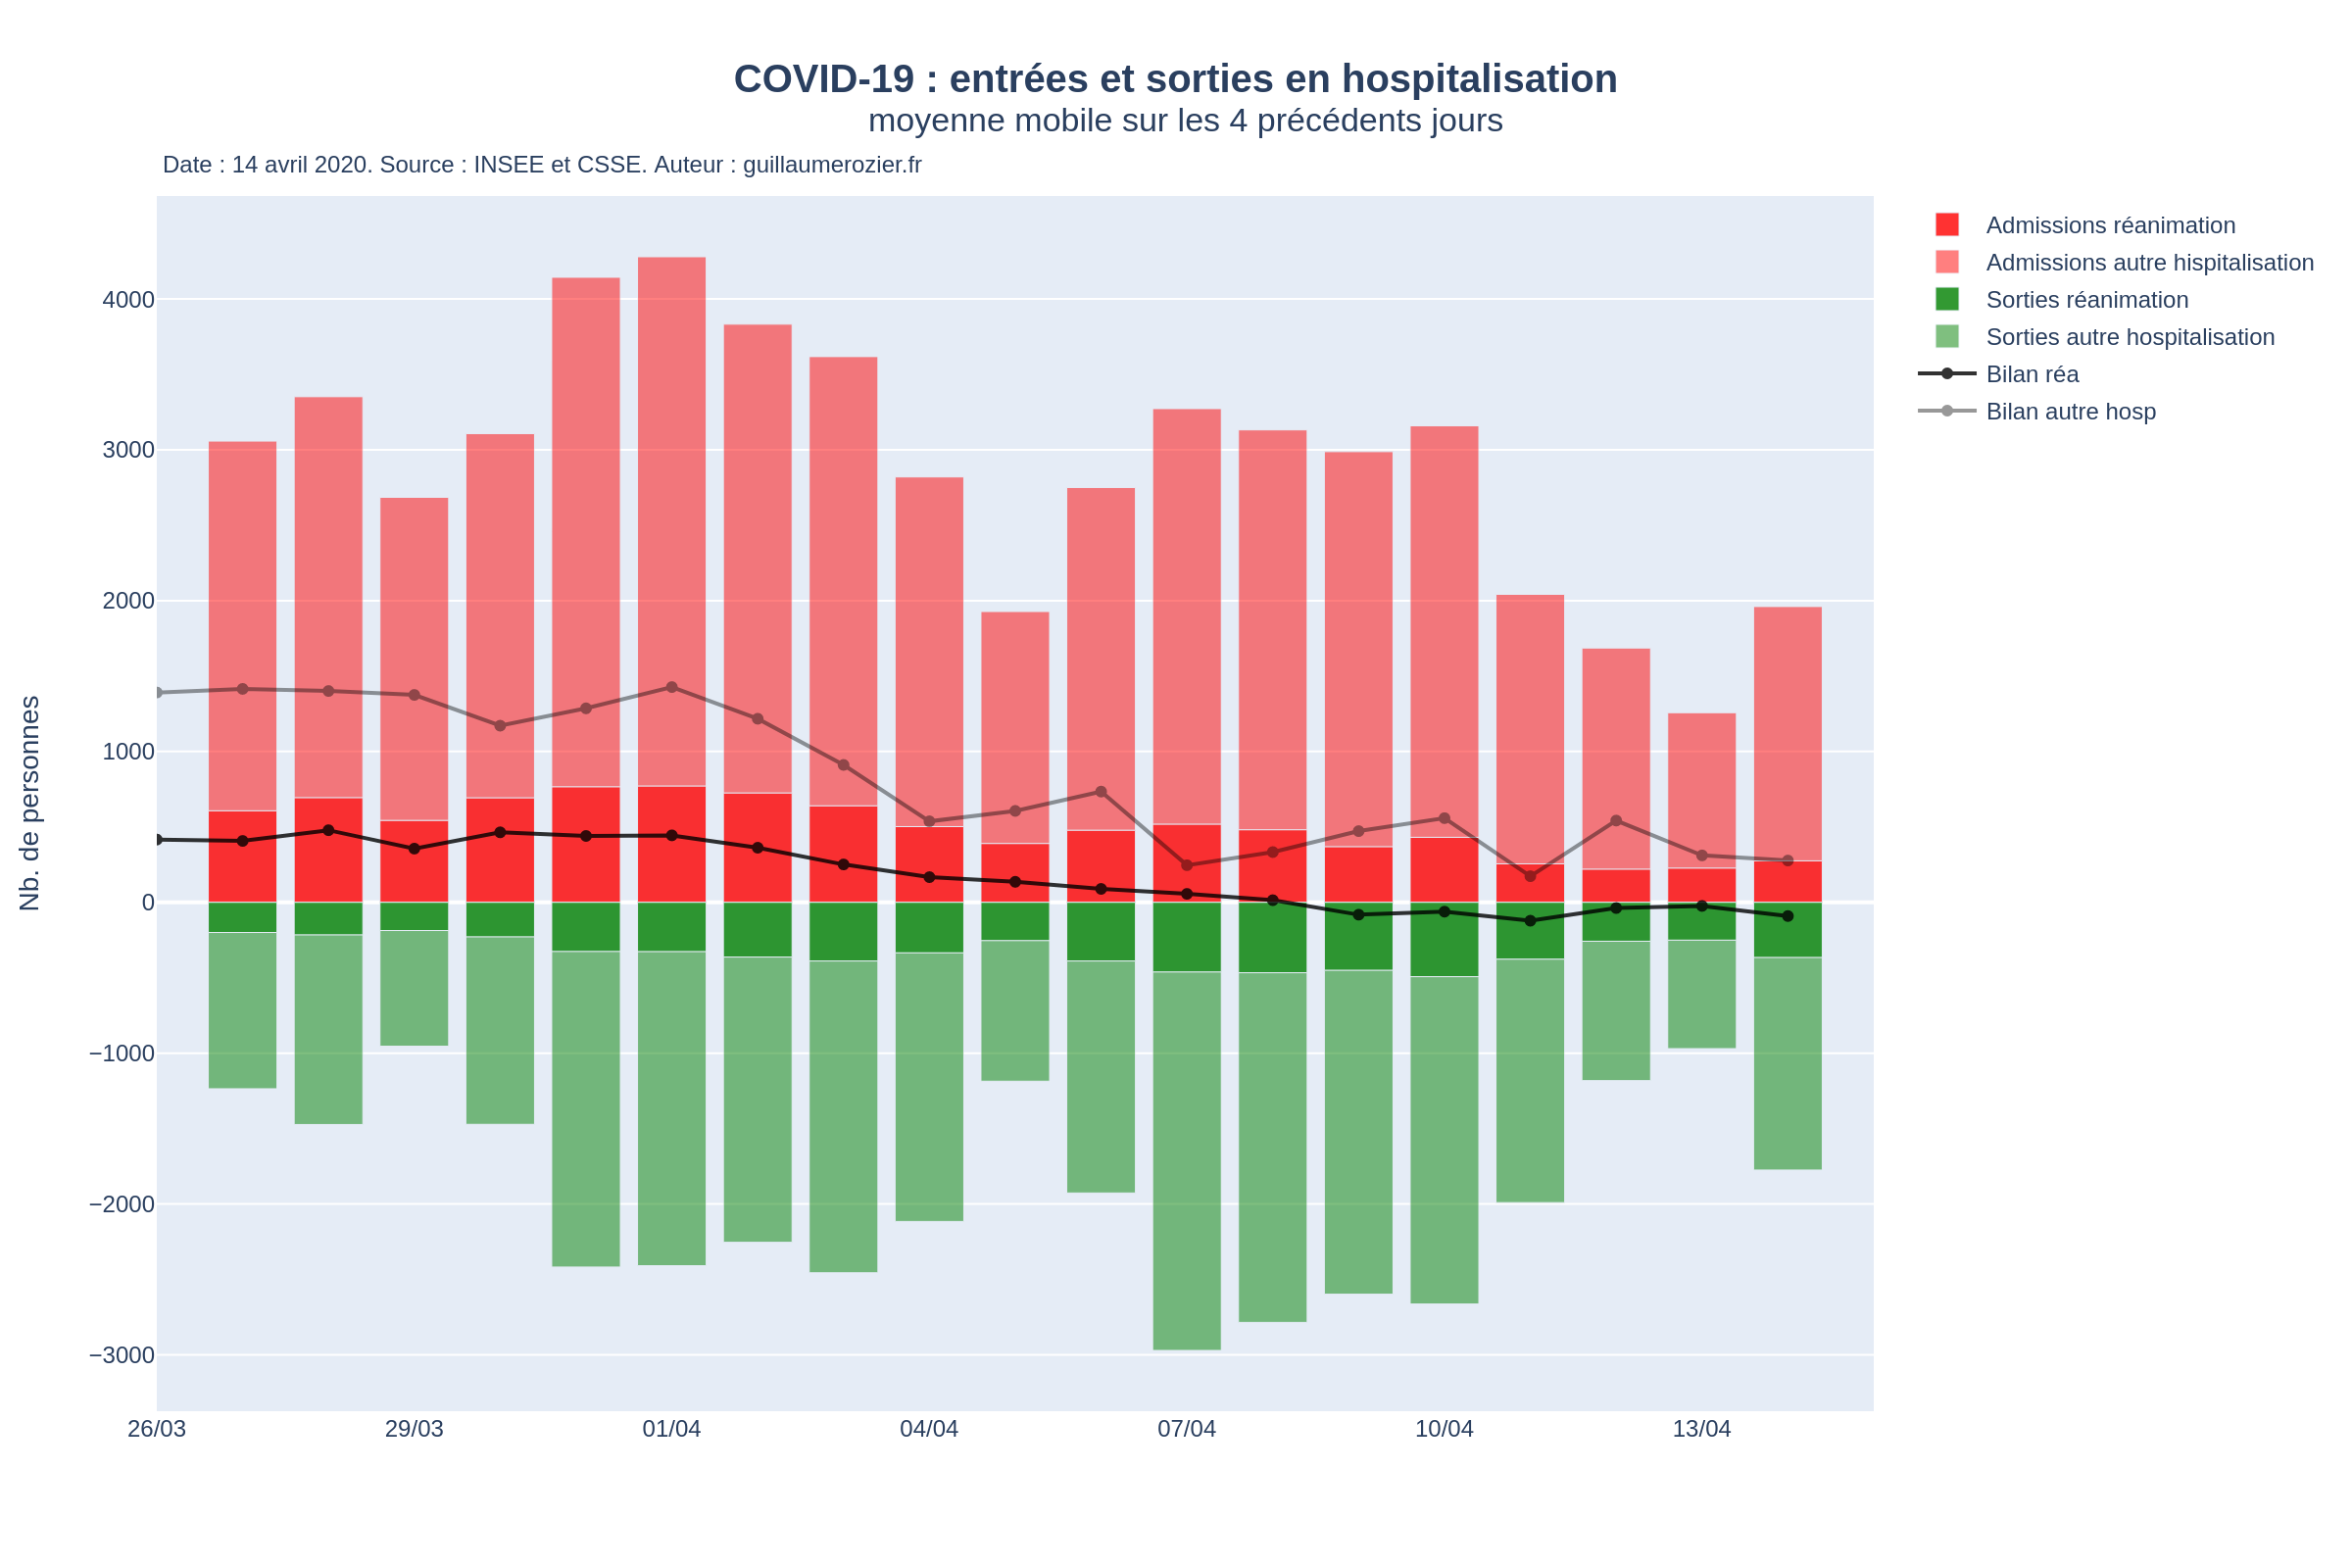 COVID-19 : entrées et sorties en hospitalisation
moyenne mobile sur les 4 précédents jours
Date : 14 avril 2020. Source : INSEE et CSSE. Auteur : guillaumerozier.fr
Admissions réanimation
Admissions autre hispitalisation
Sorties réanimation
Sorties autre hospitalisation
Bilan réa
Bilan autre hosp
Nb. de personnes
4000
3000
2000
1000
0
−1000
−2000
−3000
26/03
29/03
01/04
04/04
07/04
10/04
13/04